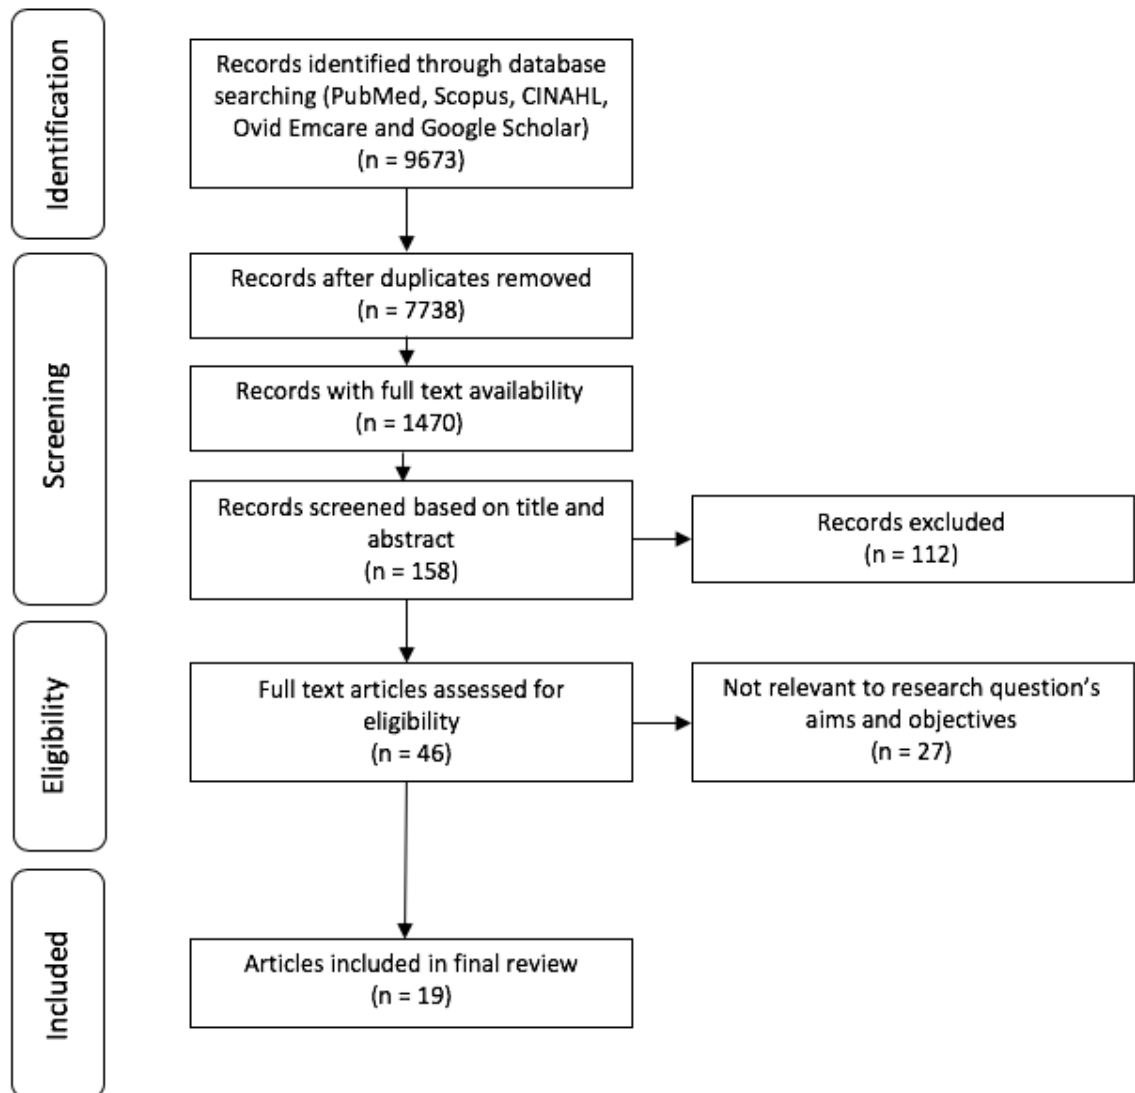 Identification
Records identified through database
searching (PubMed, Scopus, CINAHL,
Ovid Emcare and Google Scholar)
(n = 9673)
Screening
Records after duplicates removed
(n = 7738)
Records with full text availability
(n = 1470)
Records screened based on title and
abstract
(n = 158)
Records excluded
(n = 112)
Eligibility
Full text articles assessed for
eligibility
(n = 46)
Not relevant to research question’s
aims and objectives
(n = 27)
Included
Articles included in final review
(n = 19)